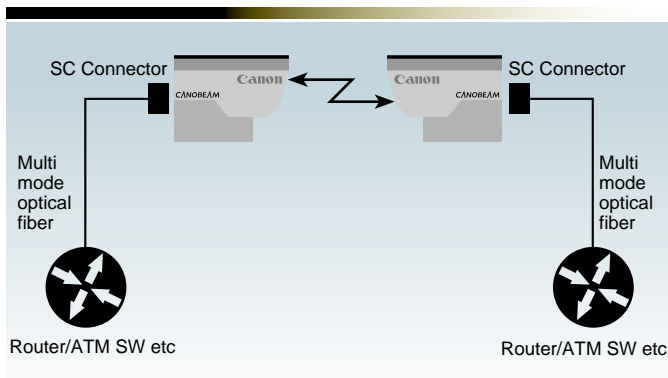 SC Connector
Canon
CANOBEAM
Canon
CANOBEAM
SC Connector
Multi
mode
optical
fiber
Multi
mode
optical
fiber
Router/ATM SW etc
Router/ATM SW etc